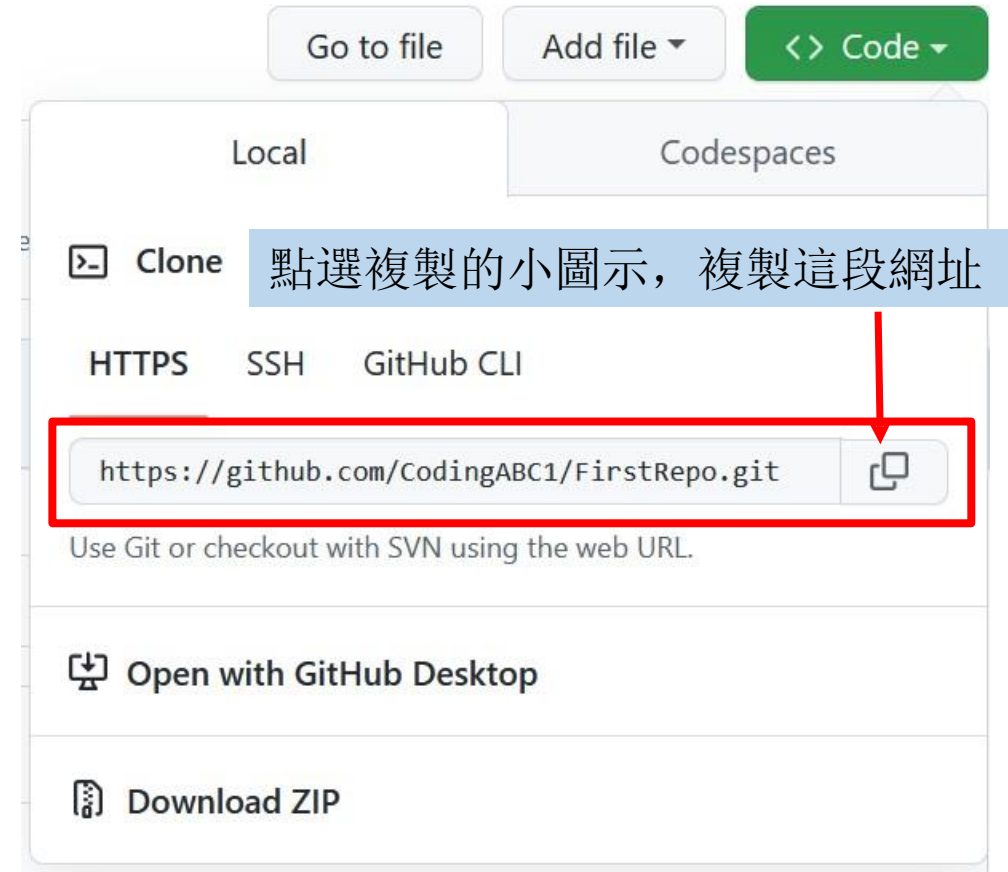 Go to file
Add file
<> Code
Local
Codespaces
Clone
點選複製的小圖示，複製這段網址
HTTPS
SSH
GitHub CLI
https://github.com/CodingABC1/FirstRepo.git
Use Git or checkout with SVN using the web URL.
Open with GitHub Desktop
Download ZIP